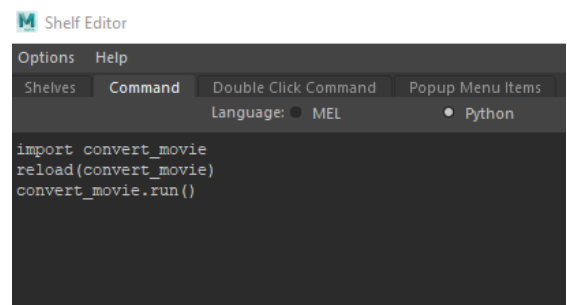 M Shelf Editor
Options Help
Shelves Command Double Click Command Popup Menu Items
Language: MEL Python
import convert_movie
reload(convert_movie)
convert_movie.run()